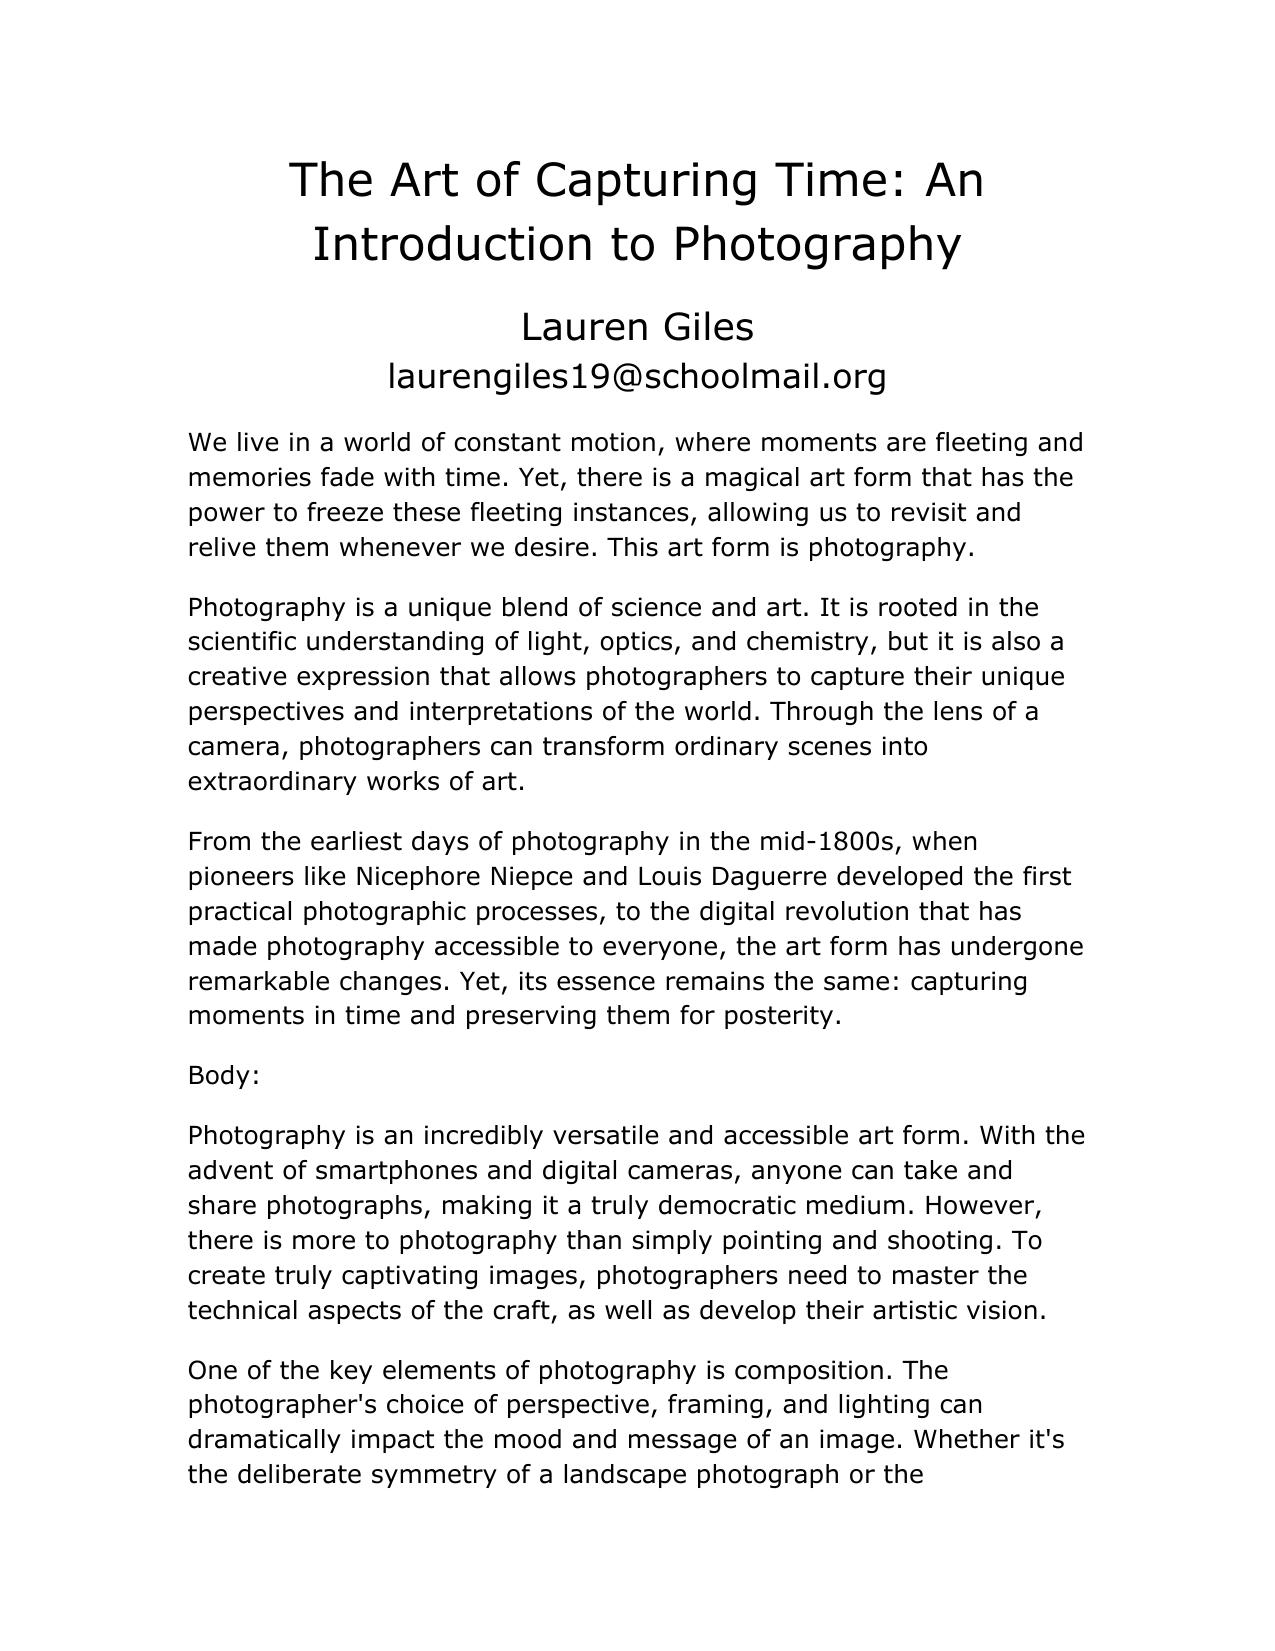 The Art of Capturing Time: An
Introduction to Photography
Lauren Giles
laurengiles19@schoolmail.org
We live in a world of constant motion, where moments are fleeting and
memories fade with time. Yet, there is a magical art form that has the
power to freeze these fleeting instances, allowing us to revisit and
relive them whenever we desire. This art form is photography.
Photography is a unique blend of science and art. It is rooted in the
scientific understanding of light, optics, and chemistry, but it is also a
creative expression that allows photographers to capture their unique
perspectives and interpretations of the world. Through the lens of a
camera, photographers can transform ordinary scenes into
extraordinary works of art.
From the earliest days of photography in the mid-1800s, when
pioneers like Nicephore Niepce and Louis Daguerre developed the first
practical photographic processes, to the digital revolution that has
made photography accessible to everyone, the art form has undergone
remarkable changes. Yet, its essence remains the same: capturing
moments in time and preserving them for posterity.
Body:
Photography is an incredibly versatile and accessible art form. With the
advent of smartphones and digital cameras, anyone can take and
share photographs, making it a truly democratic medium. However,
there is more to photography than simply pointing and shooting. To
create truly captivating images, photographers need to master the
technical aspects of the craft, as well as develop their artistic vision.
One of the key elements of photography is composition. The
photographer's choice of perspective, framing, and lighting can
dramatically impact the mood and message of an image. Whether it's
the deliberate symmetry of a landscape photograph or the